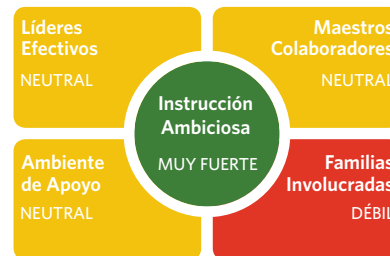 Líderes
Efectivos
NEUTRAL
Maestros
Colaboradores
NEUTRAL
Instrucción
Ambiciosa
MUY FUERTE
Ambiente
de Apoyo
NEUTRAL
Familias
Involucradas
DÉBIL